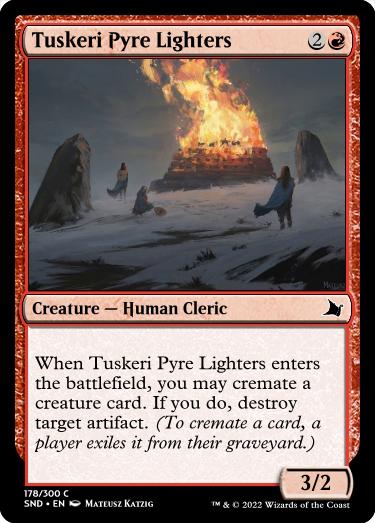 Tuskeri Pyre Lighters 2
Creature — Human Cleric
When Tuskeri Pyre Lighters enters
the battlefield, you may cremate a
creature card. If you do, destroy
target artifact. (To cremate a card, a
player exiles it from their graveyard.)
3/2
178/300 C
SND • EN MATEUSZ KATZIG
™ & © 2022 Wizards of the Coast